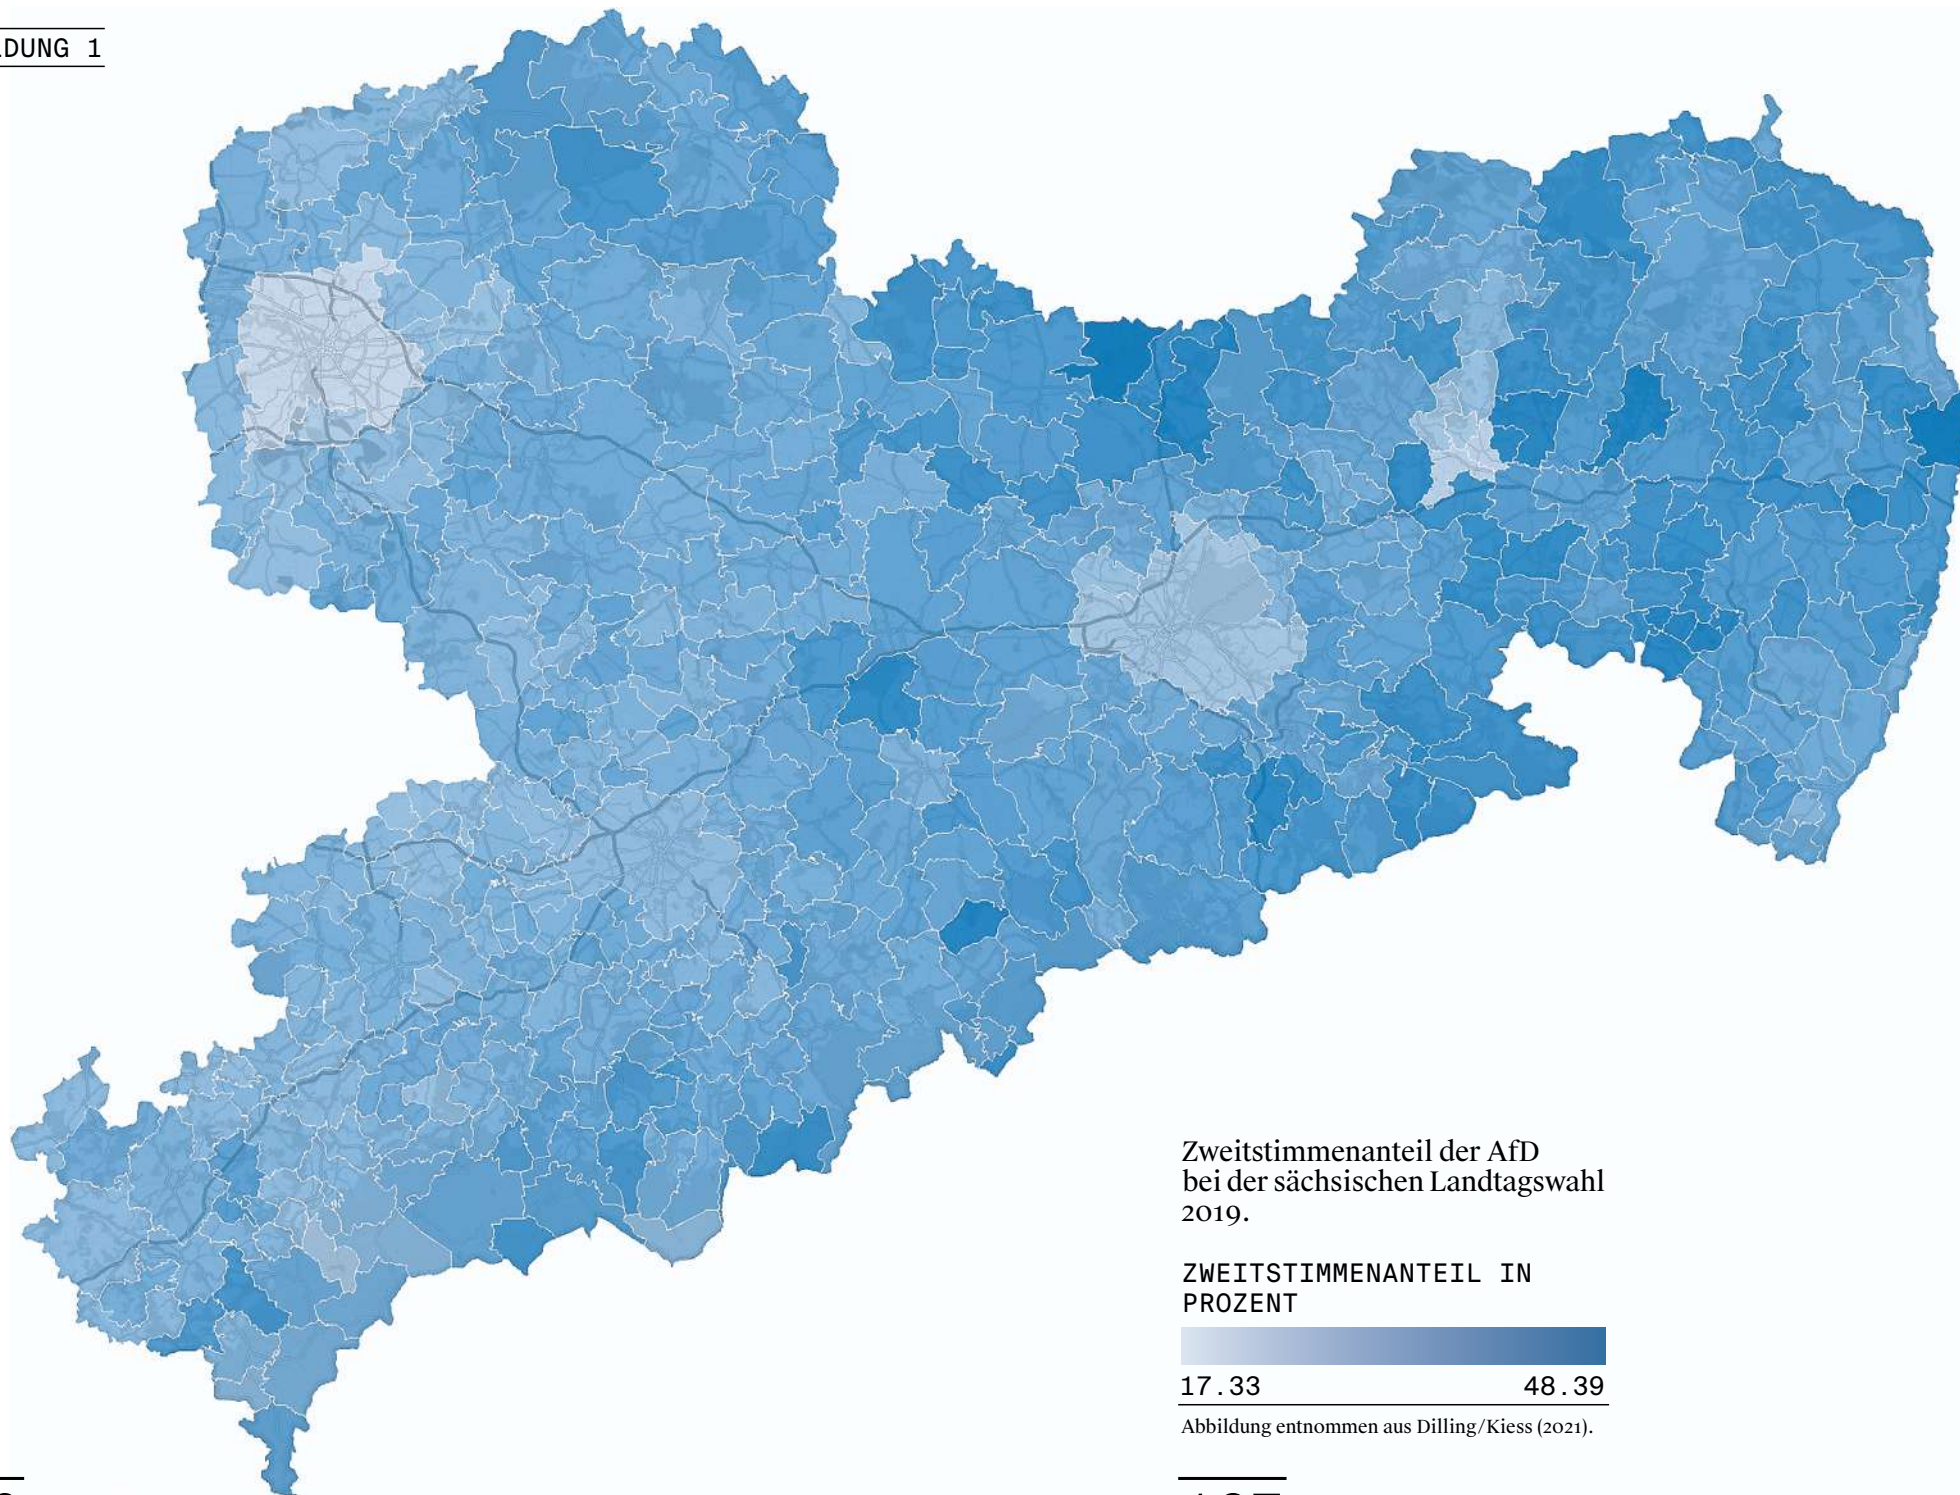 LDUNG 1
Zweitstimmenanteil der AfD
bei der sächsischen Landtagswahl
2019.
ZWEITSTIMMENANTEIL IN
PROZENT
17.33 48.39
Abbildung entnommen aus Dilling/Kiess (2021).